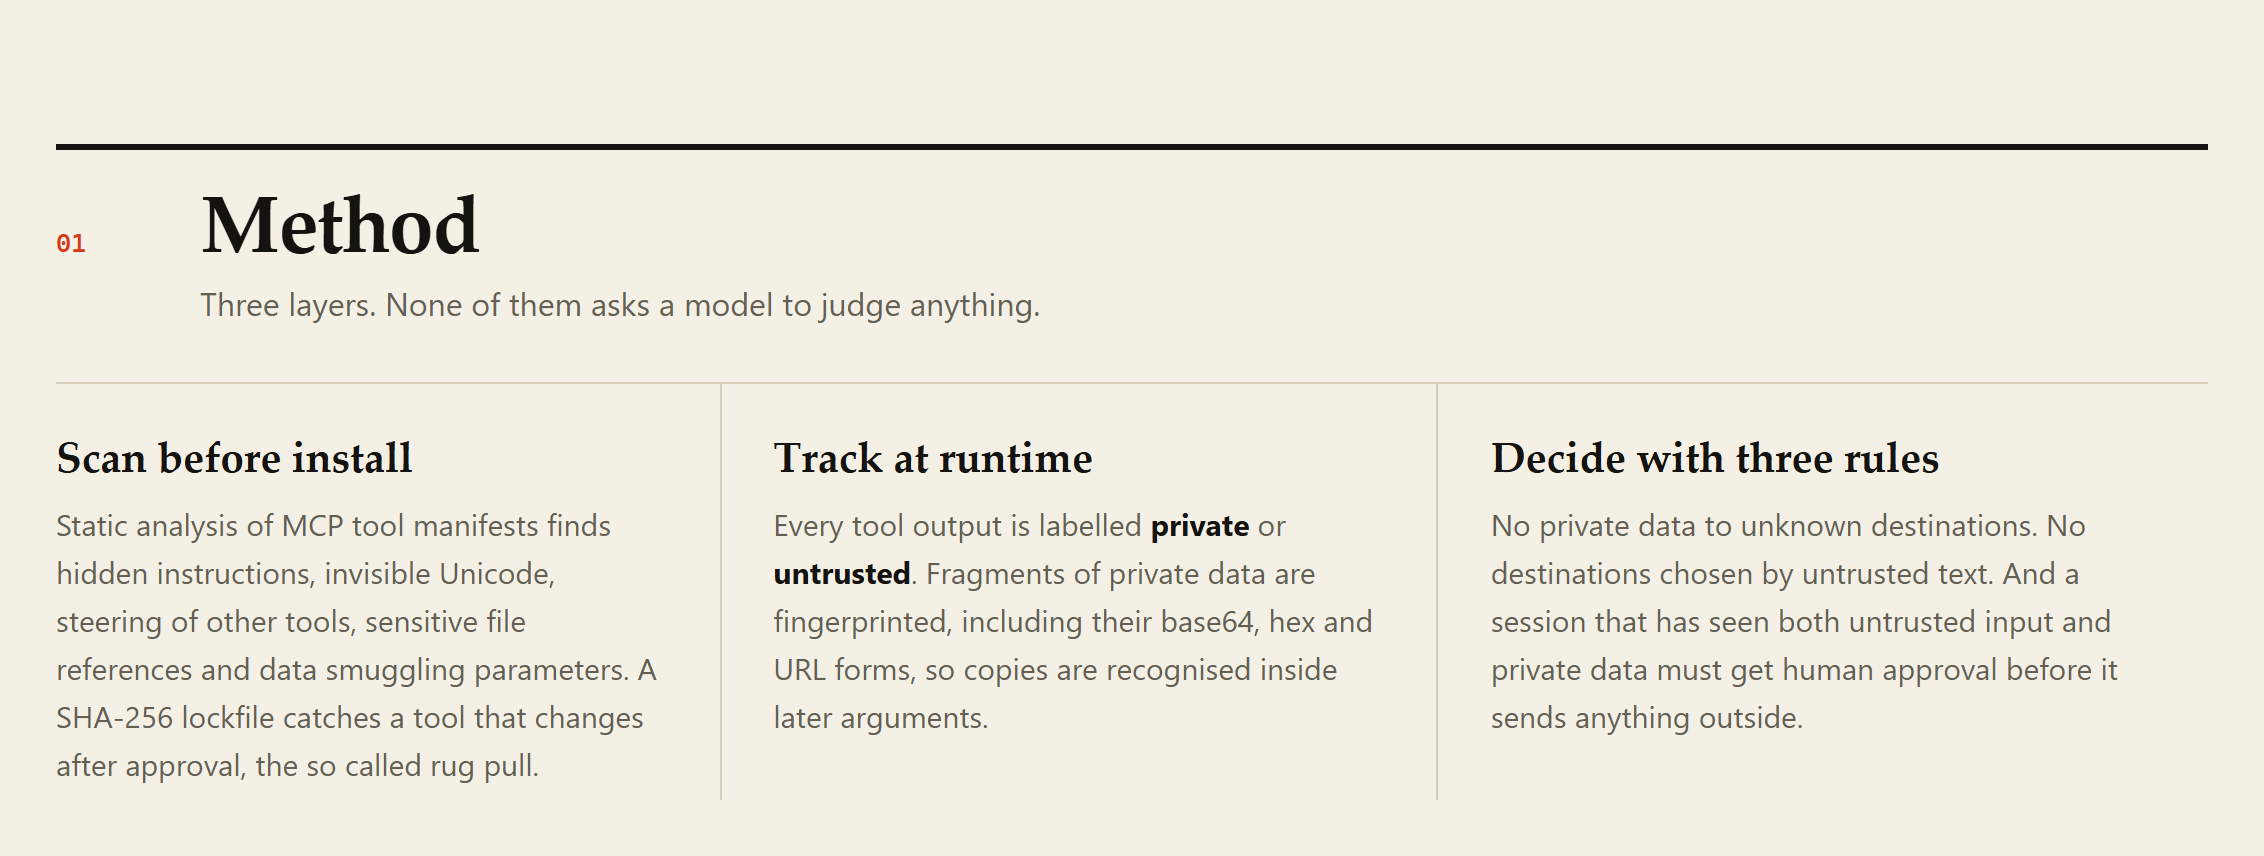 01
Method
Three layers. None of them asks a model to judge anything.
Scan before install
Static analysis of MCP tool manifests finds
hidden instructions, invisible Unicode,
steering of other tools, sensitive file
references and data smuggling parameters. A
SHA-256 lockfile catches a tool that changes
after approval, the so called rug pull.
Track at runtime
Every tool output is labelled private or
untrusted. Fragments of private data are
fingerprinted, including their base64, hex and
URL forms, so copies are recognised inside
later arguments.
Decide with three rules
No private data to unknown destinations. No
destinations chosen by untrusted text. And a
session that has seen both untrusted input and
private data must get human approval before it
sends anything outside.